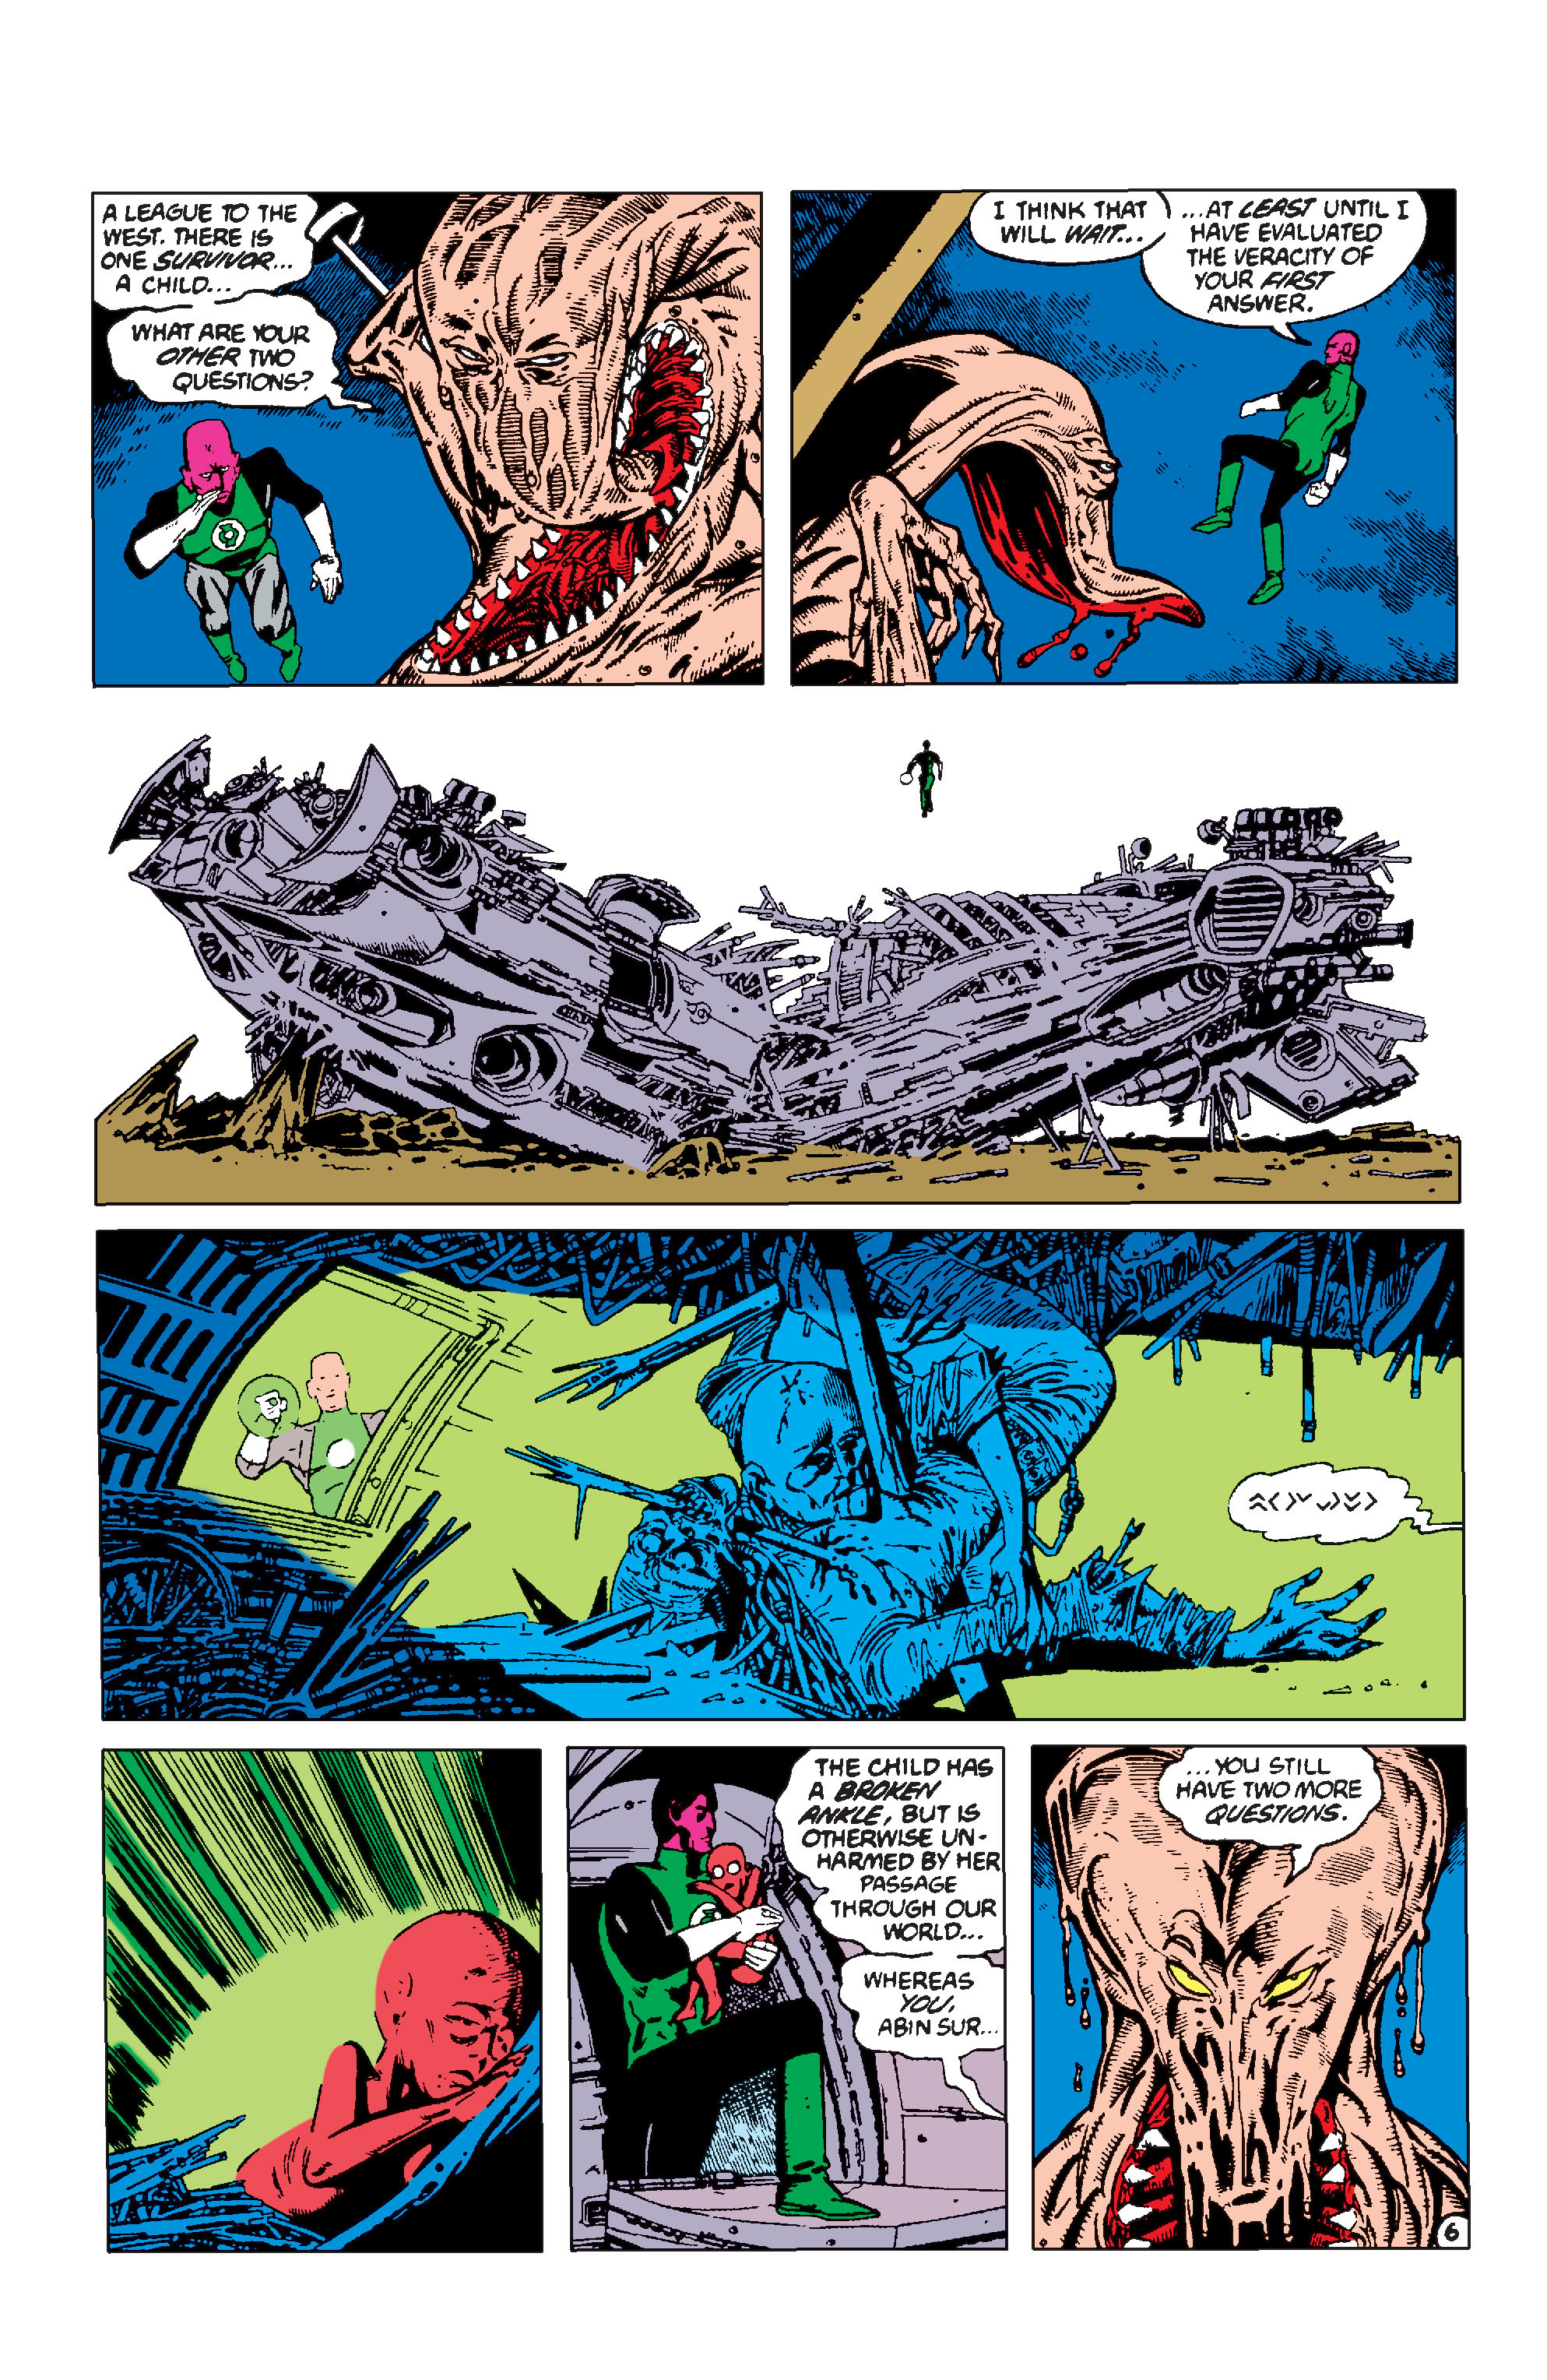 A LEAGUE TO THE
WEST. THERE IS
ONE SURVIVOR...
A CHILD...
WHAT ARE YOUR
OTHER TWO
QUESTIONS?
I THINK THAT
WILL WAIT...
...AT LEAST UNTIL I
HAVE EVALUATED
THE VERACITY OF
YOUR FIRST
ANSWER.
THE CHILD HAS
A BROKEN
ANKLE, BUT IS
OTHERWISE UN-
HARMED BY HER
PASSAGE
THROUGH OUR
WORLD...
WHEREAS
YOU,
ABIN SUR...
...YOU STILL
HAVE TWO MORE
QUESTIONS.
6